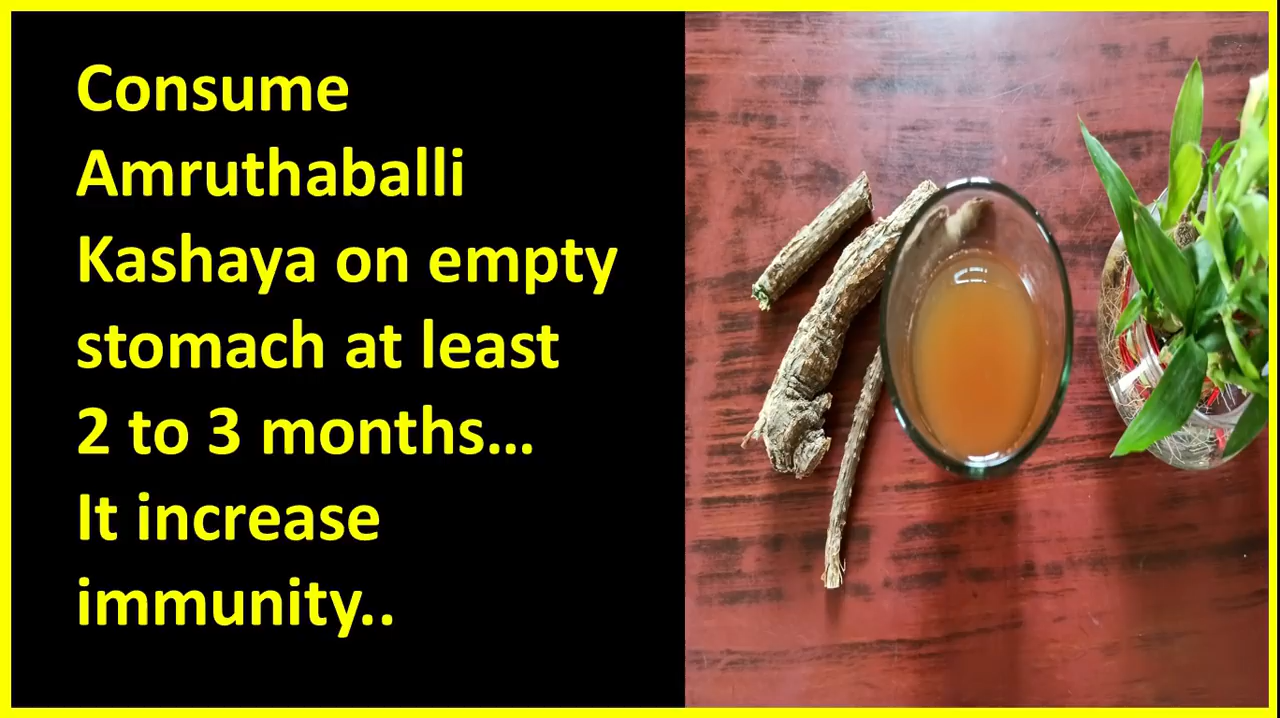 Consume
Amruthaballi
Kashaya on empty
stomach at least
2 to 3 months...
It increase
immunity..